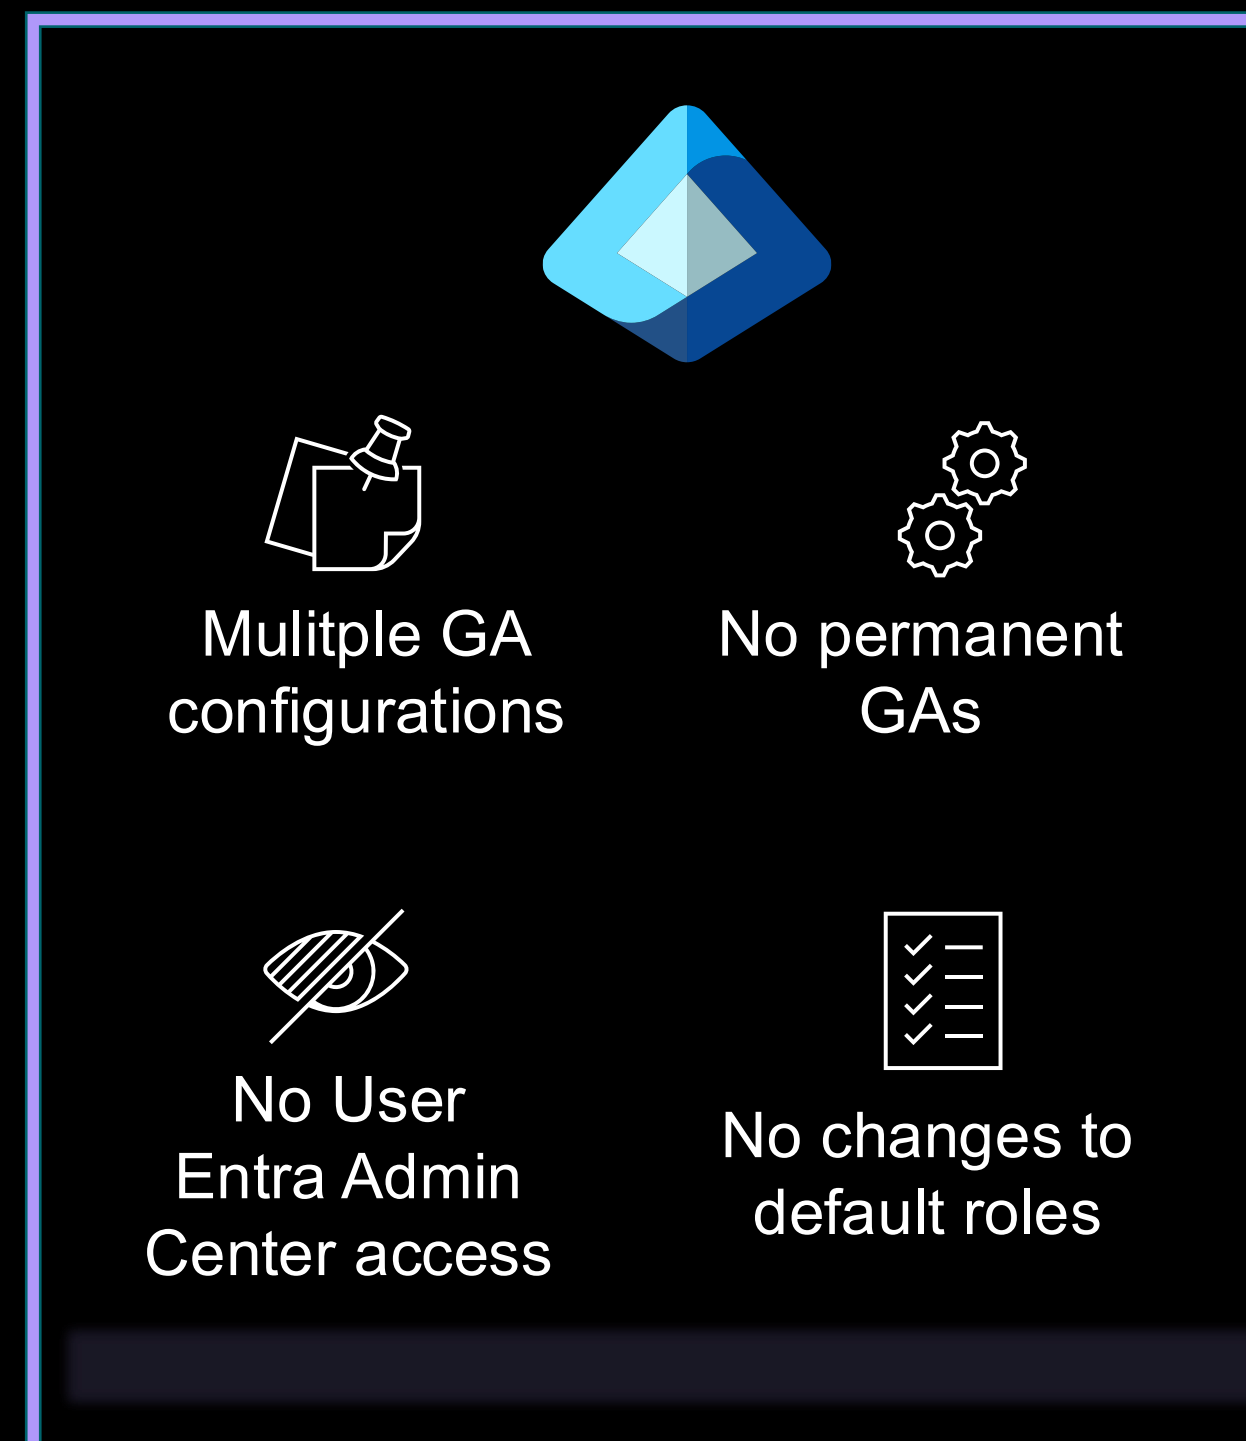 Mulitple GA
configurations
No permanent
GAs
No User
Entra Admin
Center access
No changes to
default roles